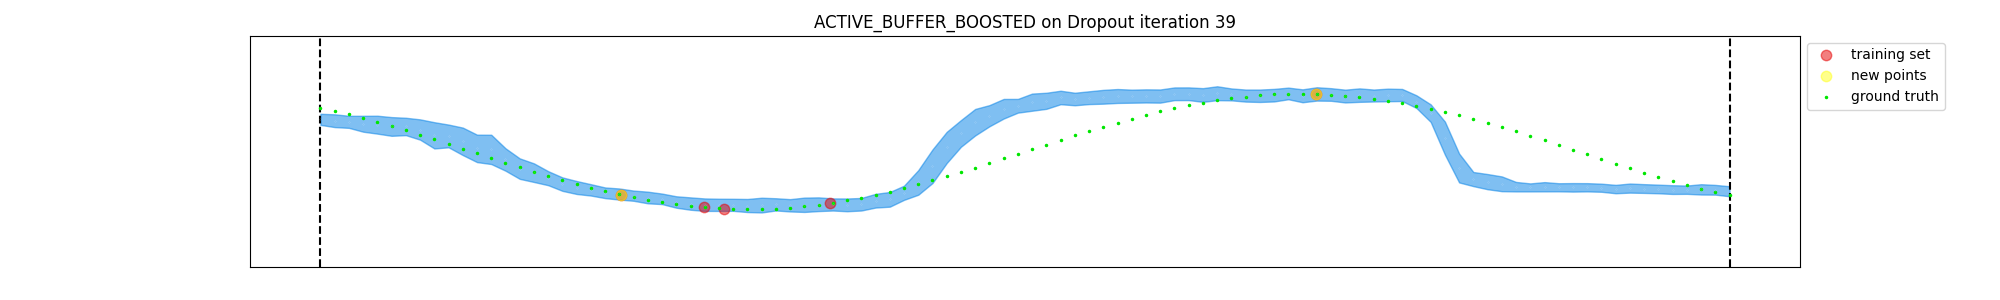 ACTIVE_BUFFER_BOOSTED on Dropout iteration 39
training set
new points
ground truth